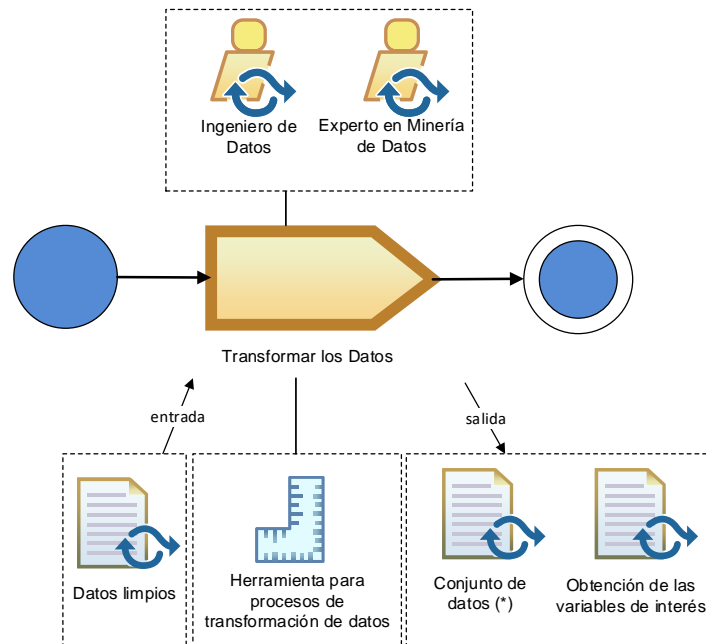 Ingeniero de
Datos
Experto en Minería
de Datos
Transformar los Datos
entrada
salida
Datos limpios
Herramienta para
procesos de
transformación de datos
Conjunto de
datos (*)
Obtención de las
variables de interés